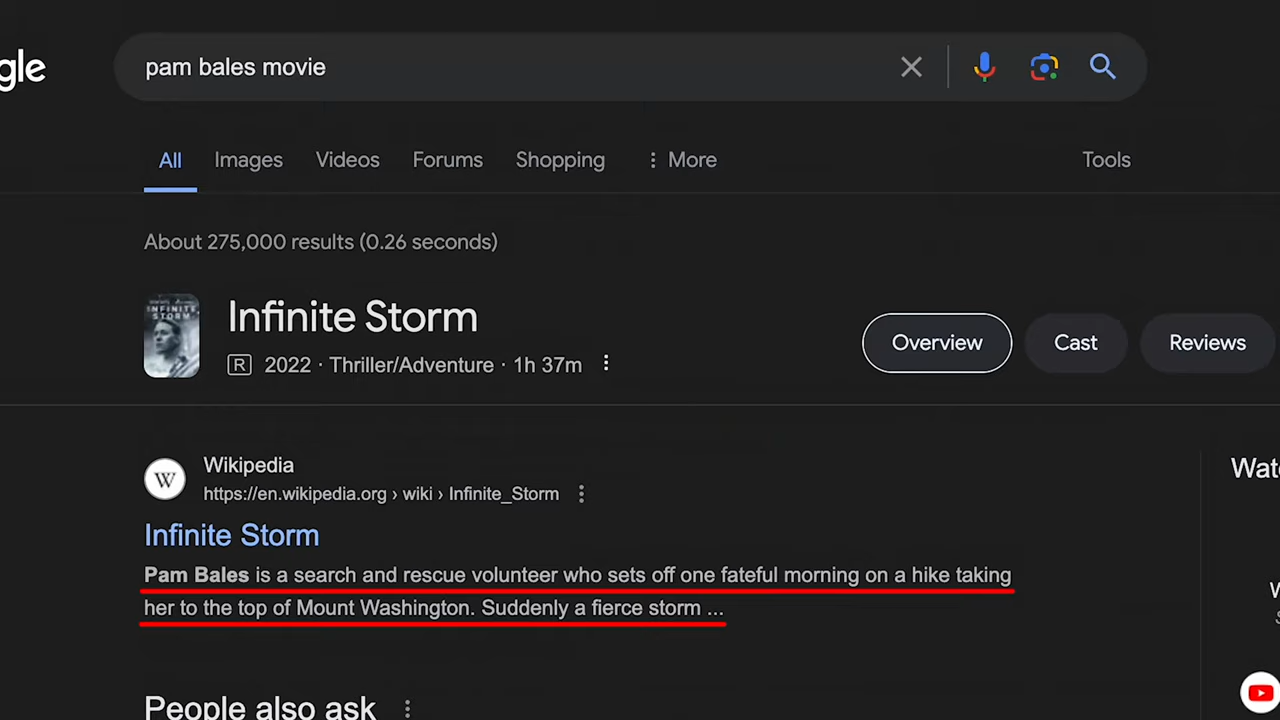 gle
pam bales movie
All Images Videos Forums Shopping More Tools
About 275,000 results (0.26 seconds)
INFINITE
STORM
Infinite Storm
R 2022 · Thriller/Adventure · 1h 37m
Overview Cast Reviews
Wikipedia
W
https://en.wikipedia.org › wiki › Infinite_Storm
Infinite Storm
Pam Bales is a search and rescue volunteer who sets off one fateful morning on a hike taking
her to the top of Mount Washington. Suddenly a fierce storm ...
People also ask